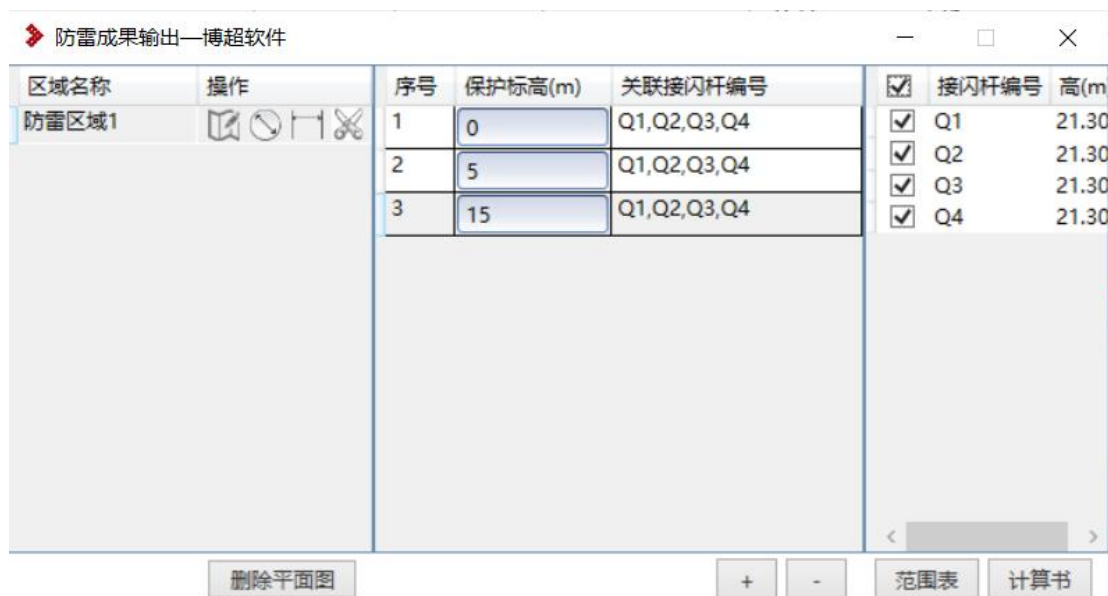 防雷成果输出—博超软件
区域名称 操作 序号 保护标高(m) 关联接闪杆编号 接闪杆编号 高(m
防雷区域1 1 0 Q1,Q2,Q3,Q4 Q1 21.30
2 5 Q1,Q2,Q3,Q4 Q2 21.30
3 15 Q1,Q2,Q3,Q4 Q3 21.30
Q4 21.30
删除平面图 + - 范围表 计算书